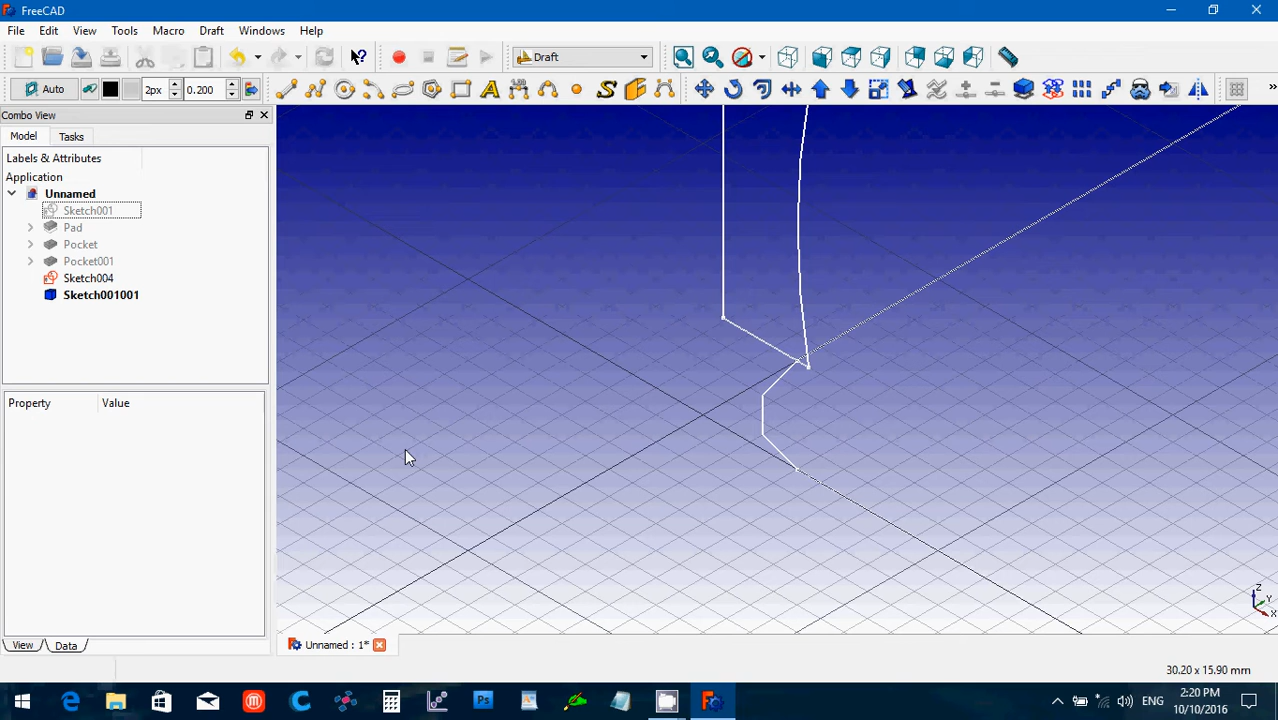 FreeCAD
File Edit View Tools Macro Draft Windows Help
Draft
Auto 2px 0.200 A »
Combo View
Model Tasks
Labels & Attributes
Application
Unnamed
Sketch001
Pad
Pocket
Pocket001
Sketch004
Sketch001001
Property Value
Z
Y
X
View Data
Unnamed : 1*
30.20 x 15.90 mm
Ps
ENG
2:20 PM
10/10/2016